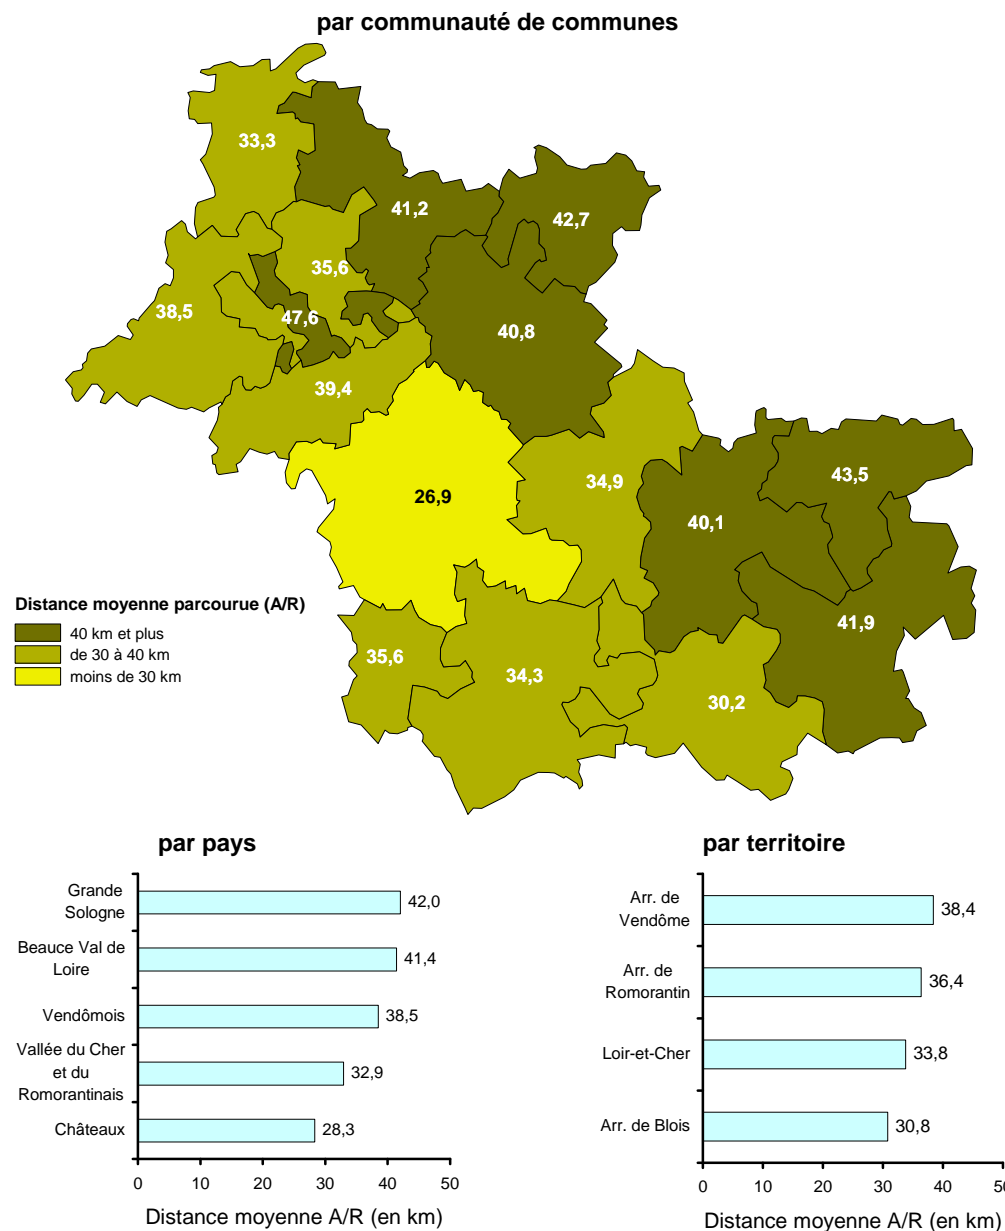 par communauté de communes
33,3
41,2
42,7
35,6
38,5
47,6
40,8
39,4
34,9
43,5
26,9
40,1
Distance moyenne parcourue (A/R)
40 km et plus
de 30 à 40 km
moins de 30 km
41,9
35,6
34,3
30,2
par pays
Grande
Sologne
42,0
Beauce Val de
Loire
41,4
Vendômois
38,5
Vallée du Cher
et du
Romorantinais
32,9
Châteaux
28,3
0 10 20 30 40 50
Distance moyenne A/R (en km)
par territoire
Arr. de
Vendôme
38,4
Arr. de
Romorantin
36,4
Loir-et-Cher
33,8
Arr. de Blois
30,8
0 10 20 30 40 50
Distance moyenne A/R (en km)